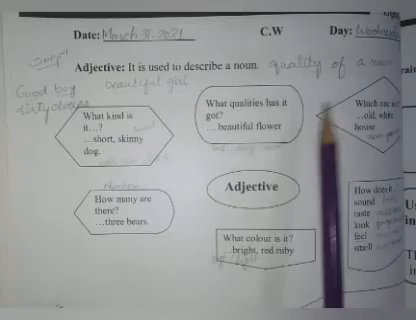 Date: March 31. 2021 C.W Day: Wednesday
Adjective: It is used to describe a noun. quality of a noun
Good boy beautiful girl
dirty
What kind is
it...?
...short, skinny
dog.
What qualities has it
got?
... beautiful flower
Which one
...old, white
house
How many are
there?
...three bears.
Adjective
What colour is it?
...bright, red ruby
How does it
sound
taste
look
feel
smell